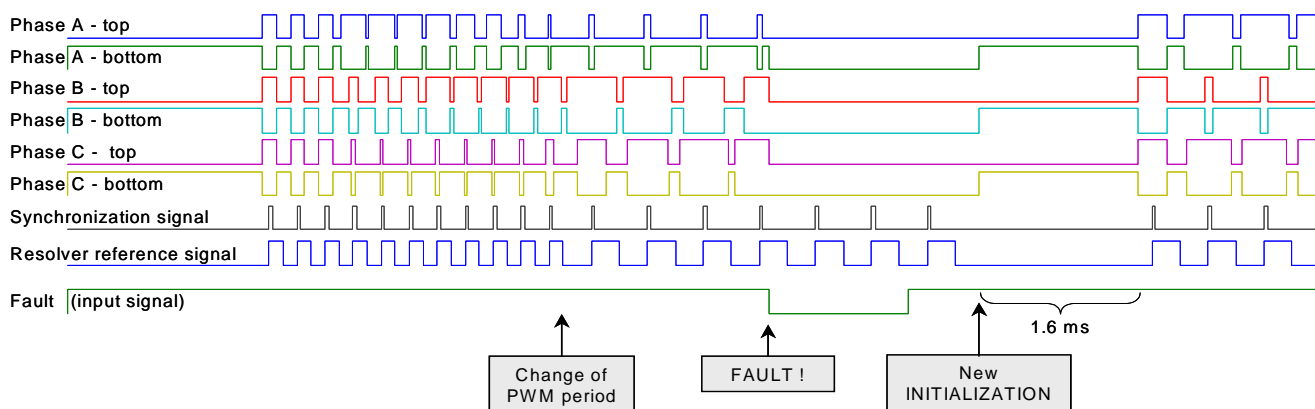 Phase A - top
Phase A - bottom
Phase B - top
Phase B - bottom
Phase C - top
Phase C - bottom
Synchronization signal
Resolver reference signal
Fault (input signal)
1.6 ms
Change of
PWM period
FAULT !
New
INITIALIZATION